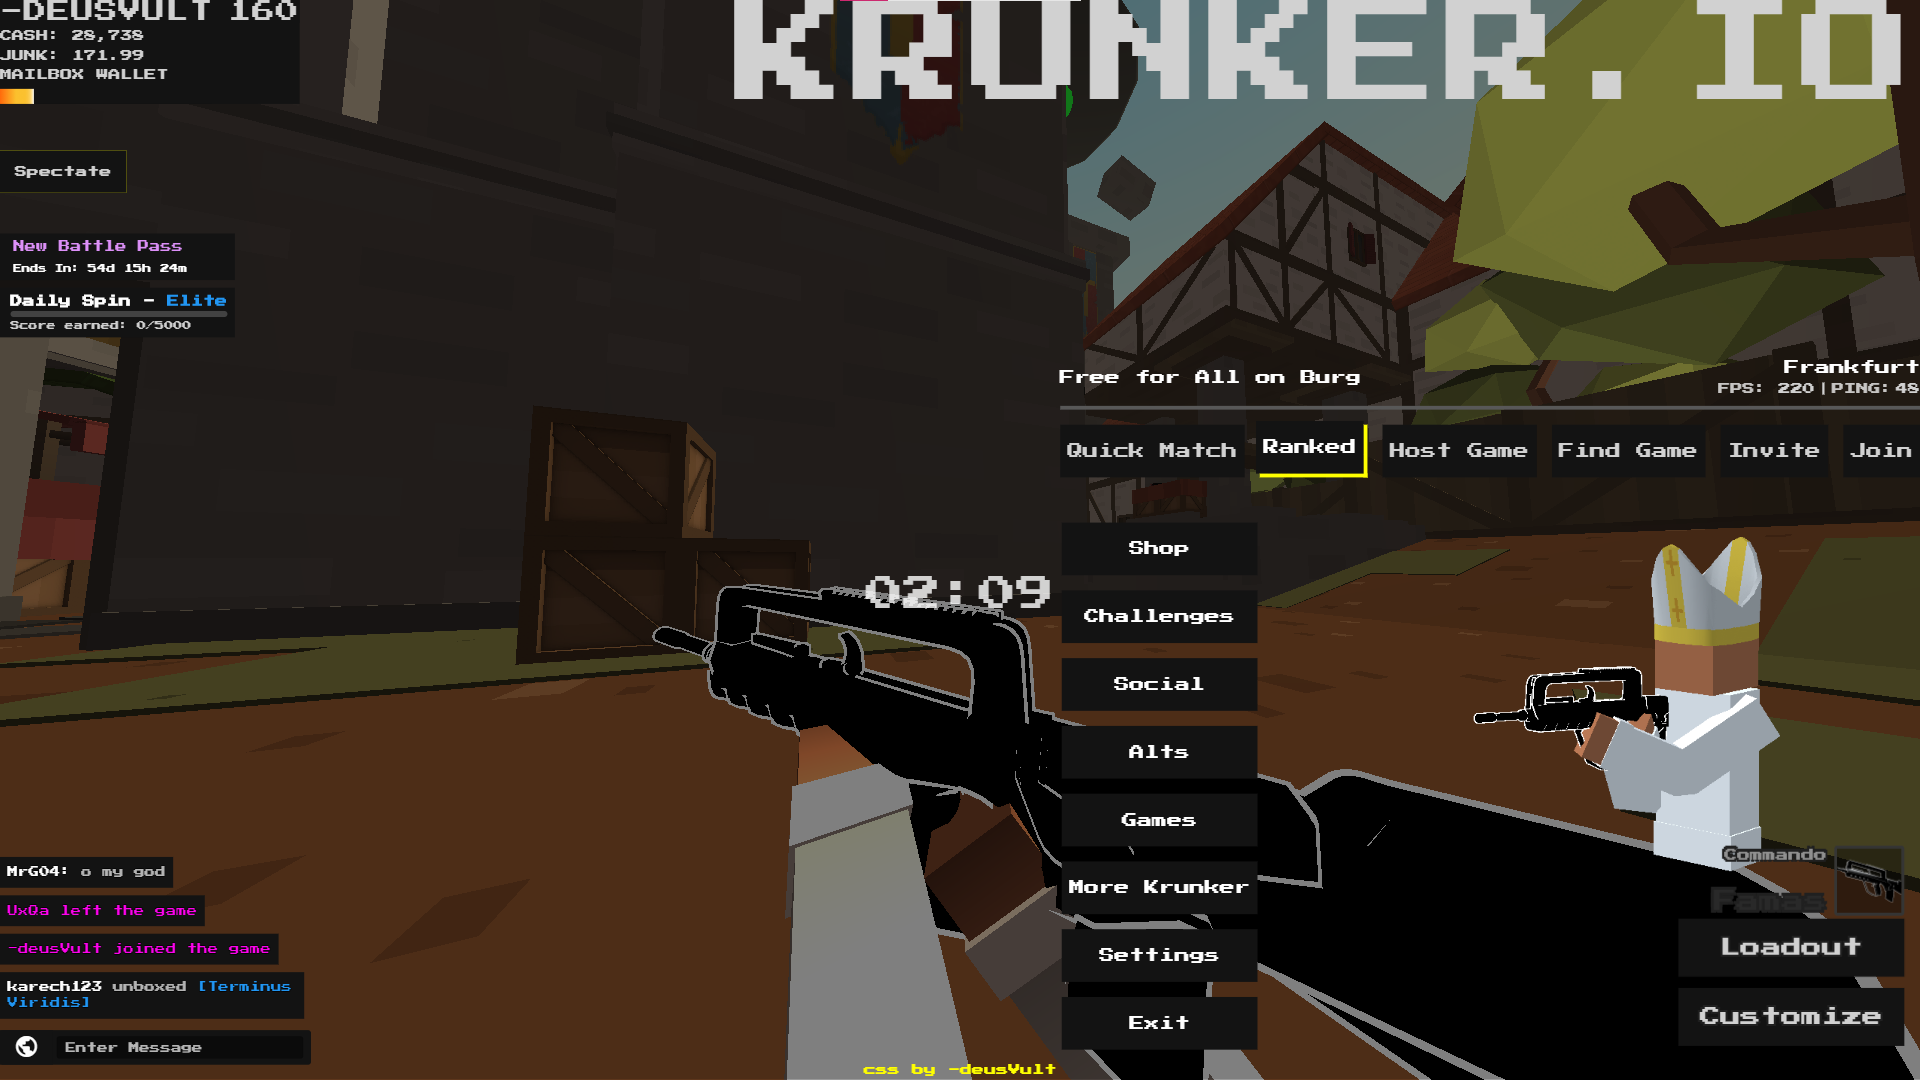 -DEUSVULT 160
CASH: 28,738
JUNK: 171.99
MAILBOX WALLET
KRUNKER.IO
Spectate
New Battle Pass
Ends In: 54d 15h 24m
Daily Spin - Elite
Score earned: 0/5000
Free for All on Burg
Frankfurt
FPS: 220 | PING: 48
Quick Match
Ranked
Host Game
Find Game
Invite
Join
Shop
Challenges
Social
Alts
Games
More Krunker
Settings
Exit
02:09
Commando
Famas
Loadout
Customize
MrG04: o my god
UxQa left the game
-deusVult joined the game
karech123 unboxed [Terminus
Viridis]
Enter Message
css by -deusVult